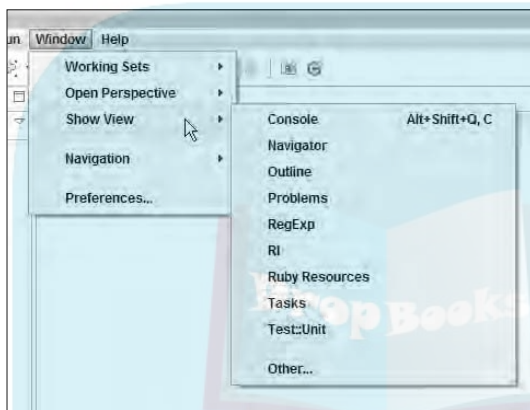 un Window Help
Working Sets
Open Perspective
Show View
Navigation
Preferences...
Console Alt+Shift+Q, C
Navigator
Outline
Problems
RegExp
RI
Ruby Resources
Tasks
Test::Unit
Other...
DropBooks